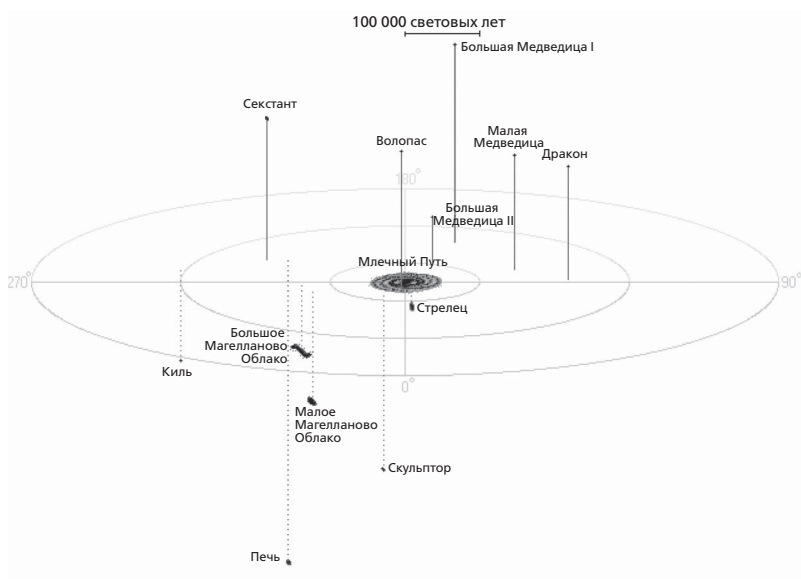 100 000 световых лет
Большая Медведица I
Секстант
Волопас
Малая
Медведица
Дракон
180°
Большая
Медведица II
Млечный Путь
270°
90°
Стрелец
Большое
Магелланово
Облако
Киль
0°
Малое
Магелланово
Облако
Скульптор
Печь